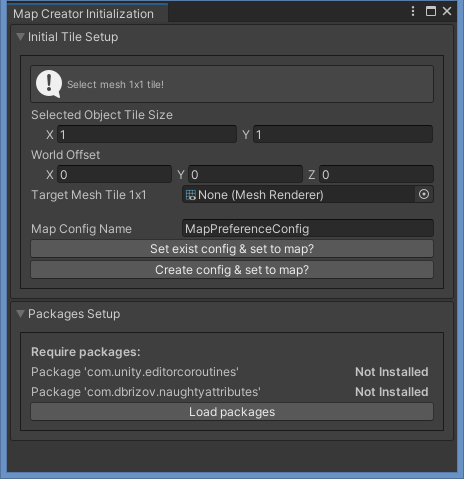 Map Creator Initialization
Initial Tile Setup
Select mesh 1x1 tile!
Selected Object Tile Size
X 1 Y 1
World Offset
X 0 Y 0 Z 0
Target Mesh Tile 1x1 None (Mesh Renderer)
Map Config Name MapPreferenceConfig
Set exist config & set to map?
Create config & set to map?
Packages Setup
Require packages:
Package 'com.unity.editorcoroutines' Not Installed
Package 'com.dbrizov.naughtyattributes' Not Installed
Load packages